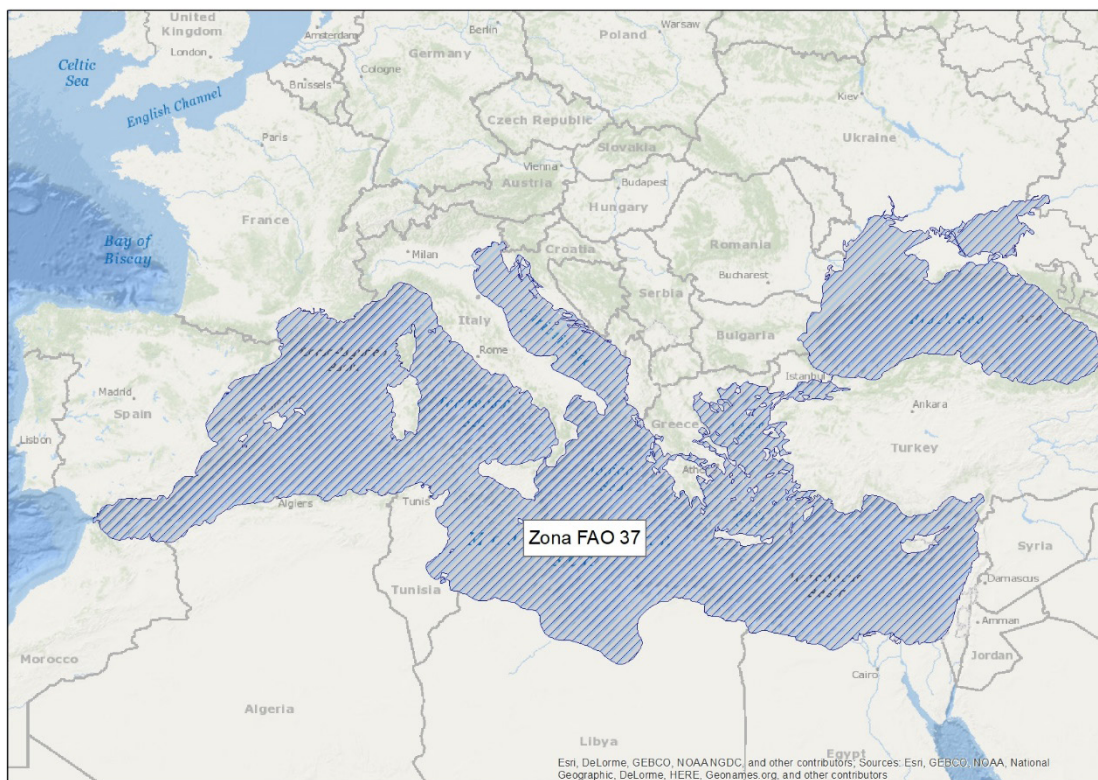 United
Kingdom
London
Amsterdam
Berlin
Warsaw
Poland
Germany
Celtic
Sea
Cologne
Brussels
English Channel
Kiev
Ukraine
Czech Republic
Paris
Slovakia
Vienna
Austria
Budapest
Hungary
France
Bay of
Biscay
Milan
Croatia
Romania
Bucharest
Serbia
Italy
Bulgaria
Rome
Istanbul
Madrid
Spain
Ankara
Greece
Turkey
Lisbon
Algiers
Tunis
Zona FAO 37
Syria
Damascus
Tunisia
Amman
Jordan
Morocco
Cairo
Algeria
Libya
Egypt
Esri, DeLorme, GEBCO, NOAA NGDC, and other contributors, Sources: Esri, GEBCO, NOAA, National
Geographic, DeLorme, HERE, Geonames.org, and other contributors